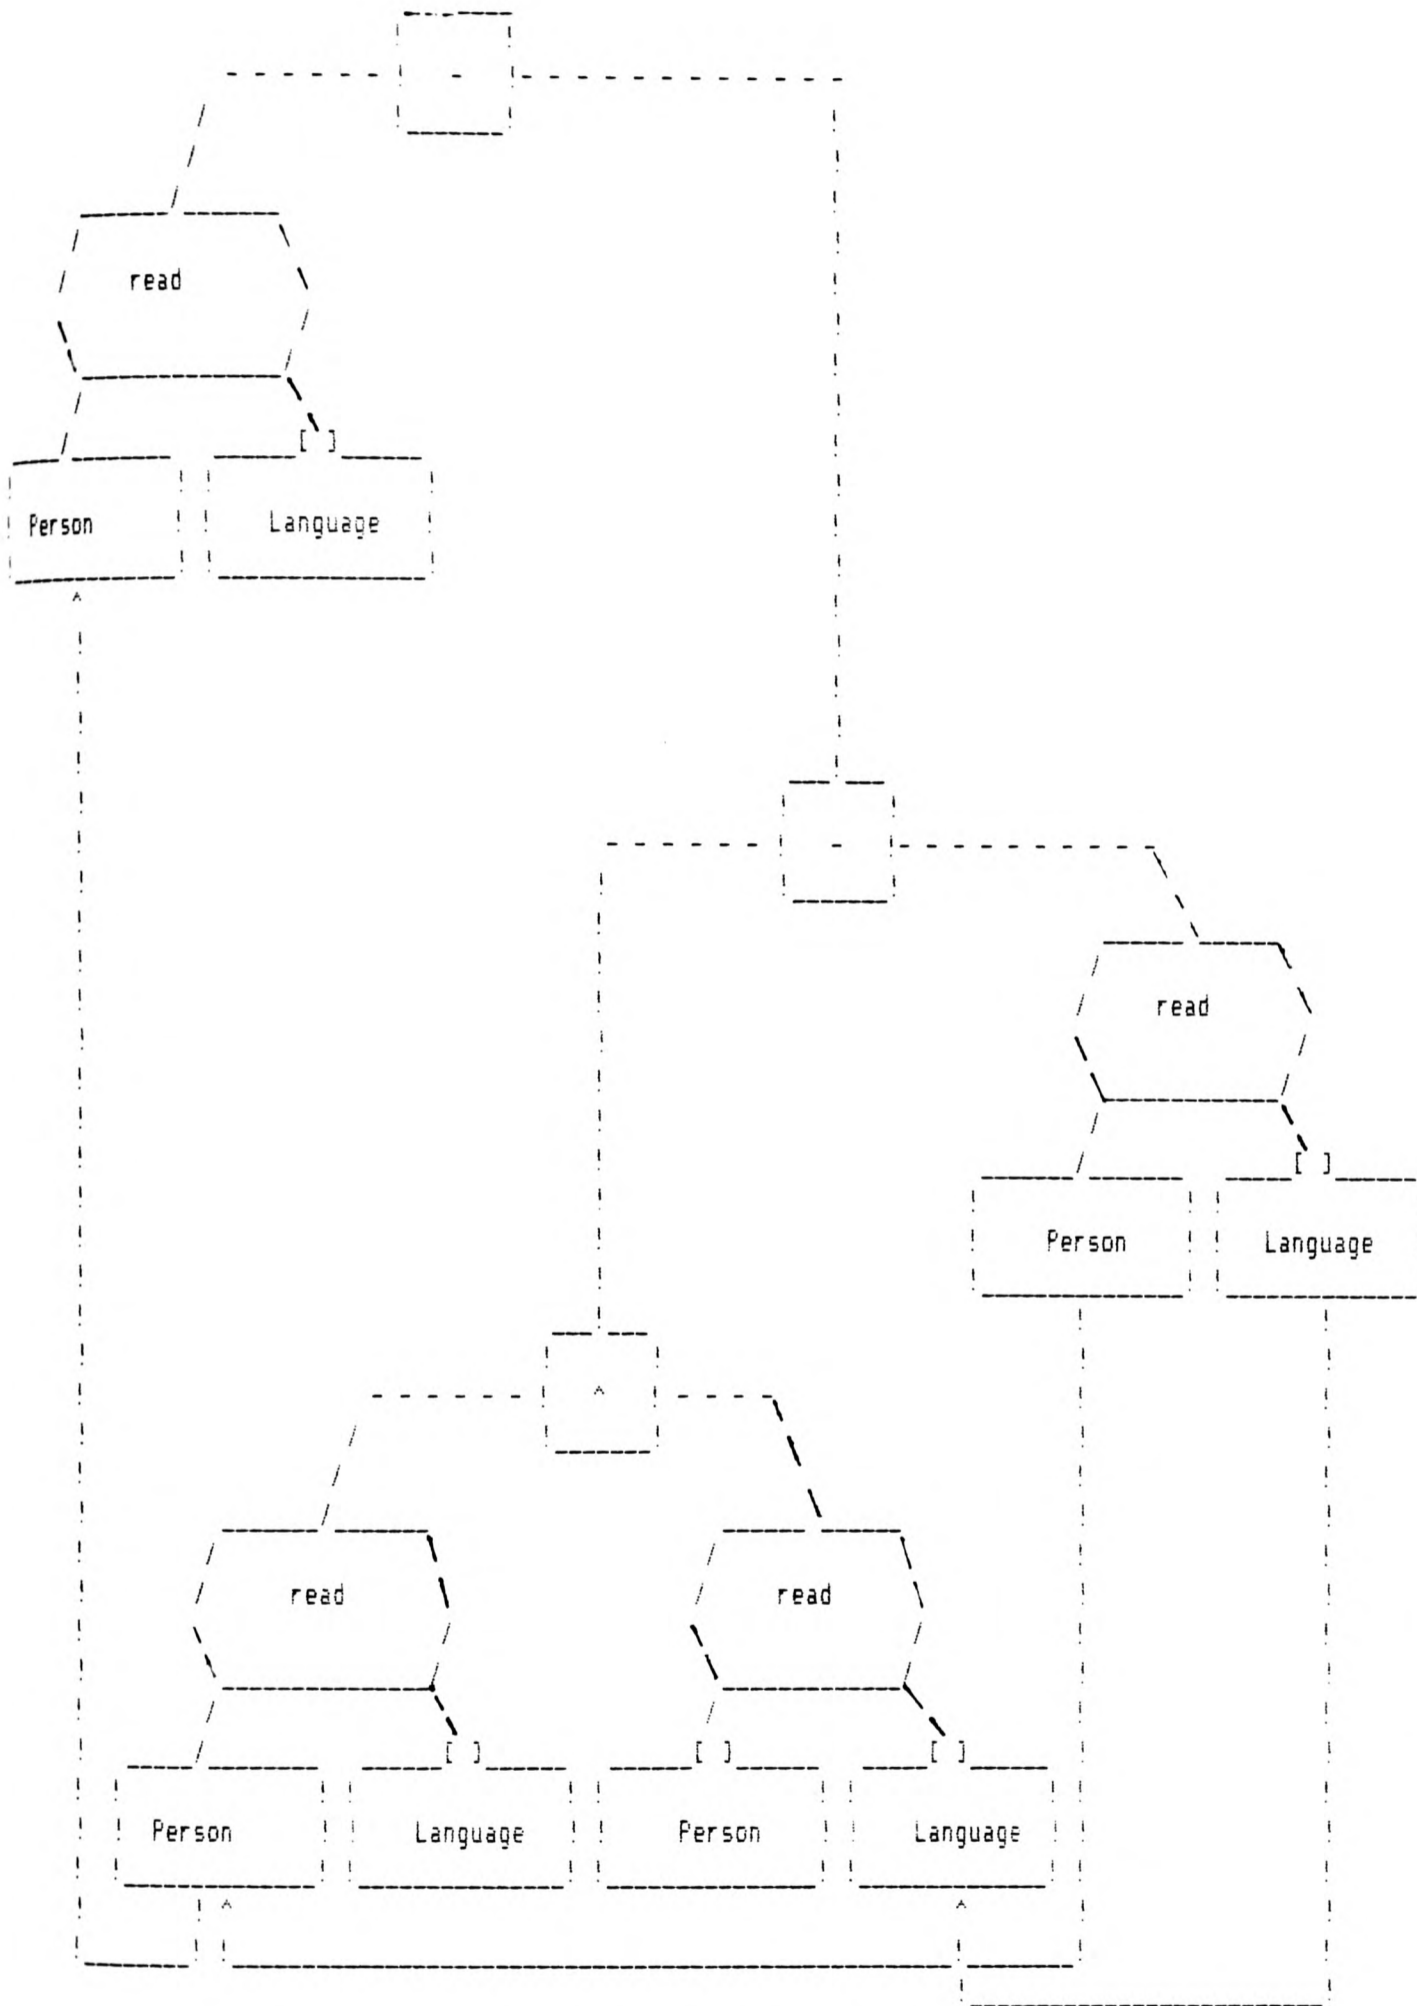 -
read
[ ]
Person Language
-
read
[ ]
Person Language
^
read read
[ ] [ ] [ ]
Person Language Person Language